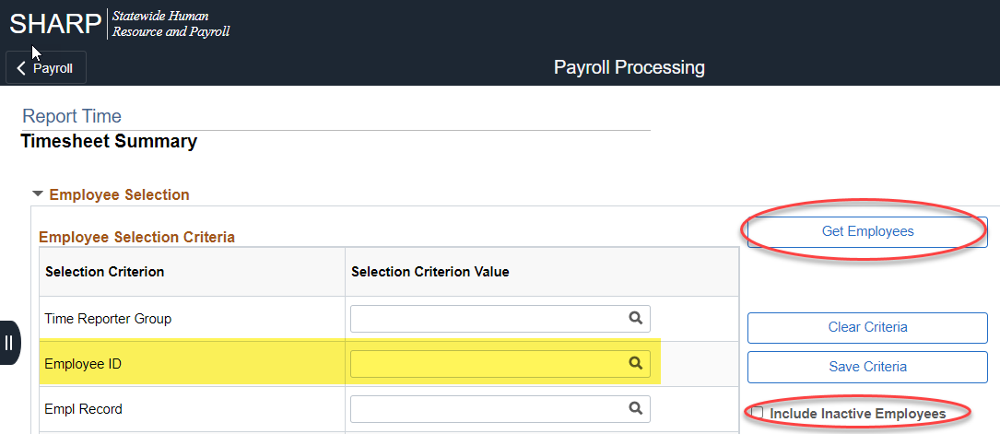 SHARP
Statewide Human
Resource and Payroll
Payroll
Payroll Processing
Report Time
Timesheet Summary
Employee Selection
Employee Selection Criteria
Get Employees
Selection Criterion
Selection Criterion Value
Time Reporter Group
Clear Criteria
Employee ID
Save Criteria
Empl Record
Include Inactive Employees